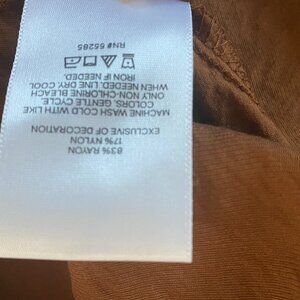 83% RAYON
17% NYLON
EXCLUSIVE OF DECORATION
MACHINE WASH COLD WITH LIKE
COLORS, GENTLE CYCLE.
ONLY NON-CHLORINE BLEACH
WHEN NEEDED. LINE DRY. COOL
IRON IF NEEDED.
RN# 65285